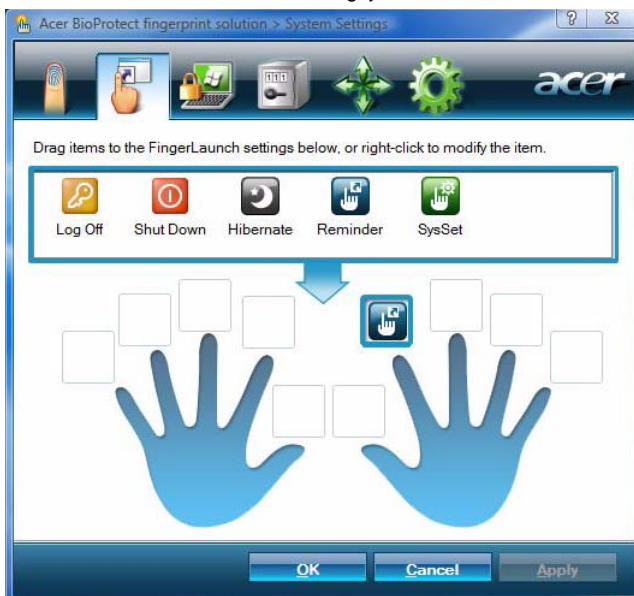 Acer BioProtect fingerprint solution > System Settings
acer
Drag items to the FingerLaunch settings below, or right-click to modify the item.
Log Off Shut Down Hibernate Reminder SysSet
OK Cancel Apply